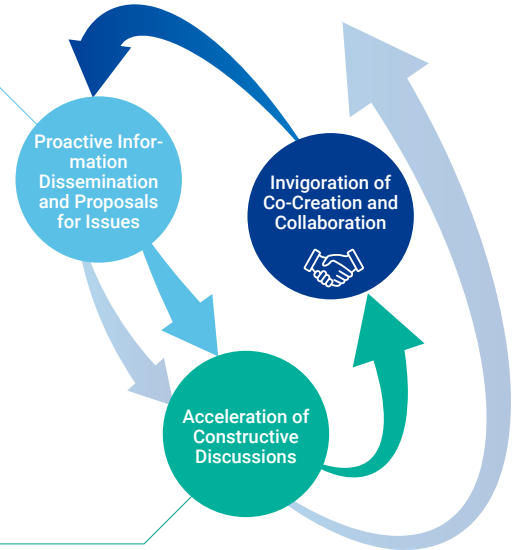 Proactive Infor-
mation
Dissemination
and Proposals
for Issues
Invigoration of
Co-Creation and
Collaboration
Acceleration of
Constructive
Discussions